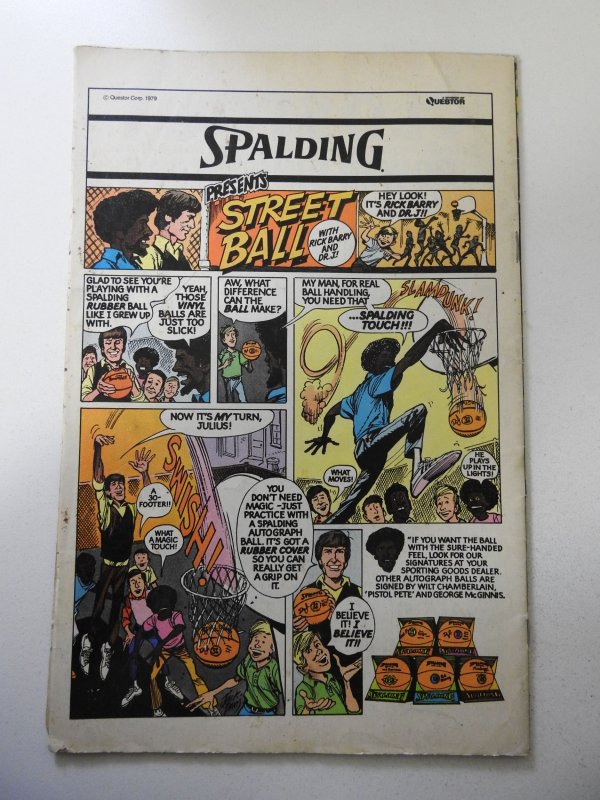 © Questor Corp. 1979
QUESTOR
SPALDING
PRESENTS
STREET
BALL
WITH
RICK BARRY
AND
DR. J!
HEY LOOK!
IT'S RICK BARRY
AND DR. J!!
GLAD TO SEE YOU'RE
PLAYING WITH A
SPALDING
RUBBER BALL
LIKE I GREW UP
WITH.
YEAH,
THOSE
VINYL
BALLS ARE
JUST TOO
SLICK!
AW, WHAT
DIFFERENCE
CAN THE
BALL MAKE?
MY MAN, FOR REAL
BALL HANDLING,
YOU NEED THAT
...SPALDING
TOUCH!!!
SLAMDUNK!
WHAT
MOVES!
HE
PLAYS
UP IN THE
LIGHTS!
NOW IT'S MY TURN,
JULIUS!
A
30-
FOOTER!!
WHAT
A MAGIC
TOUCH!
SWISH!
YOU
DON'T NEED
MAGIC-JUST
PRACTICE WITH
A SPALDING
AUTOGRAPH
BALL. IT'S GOT A
RUBBER COVER
SO YOU CAN
REALLY GET
A GRIP ON
IT.
I
BELIEVE
IT! I
BELIEVE
IT!!
"IF YOU WANT THE BALL
WITH THE SURE-HANDED
FEEL, LOOK FOR OUR
SIGNATURES AT YOUR
SPORTING GOODS DEALER.
OTHER AUTOGRAPH BALLS ARE
SIGNED BY WILT CHAMBERLAIN,
'PISTOL PETE' AND GEORGE McGINNIS.